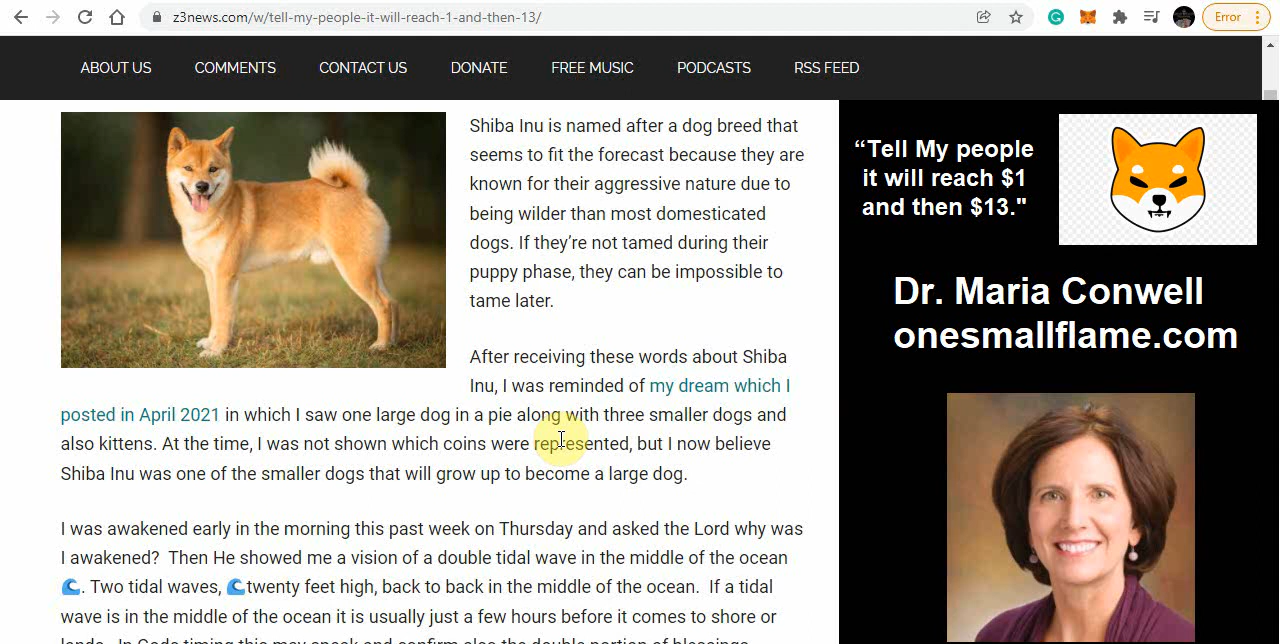 z3news.com/w/tell-my-people-it-will-reach-1-and-then-13/
Error
ABOUT US COMMENTS CONTACT US DONATE FREE MUSIC PODCASTS RSS FEED
Shiba Inu is named after a dog breed that
seems to fit the forecast because they are
known for their aggressive nature due to
being wilder than most domesticated
dogs. If they’re not tamed during their
puppy phase, they can be impossible to
tame later.
After receiving these words about Shiba
Inu, I was reminded of my dream which I
posted in April 2021 in which I saw one large dog in a pie along with three smaller dogs and
also kittens. At the time, I was not shown which coins were represented, but I now believe
Shiba Inu was one of the smaller dogs that will grow up to become a large dog.
I was awakened early in the morning this past week on Thursday and asked the Lord why was
I awakened? Then He showed me a vision of a double tidal wave in the middle of the ocean
🌊. Two tidal waves, 🌊twenty feet high, back to back in the middle of the ocean. If a tidal
wave is in the middle of the ocean it is usually just a few hours before it comes to shore or
“Tell My people
it will reach $1
and then $13."
Dr. Maria Conwell
onesmallflame.com